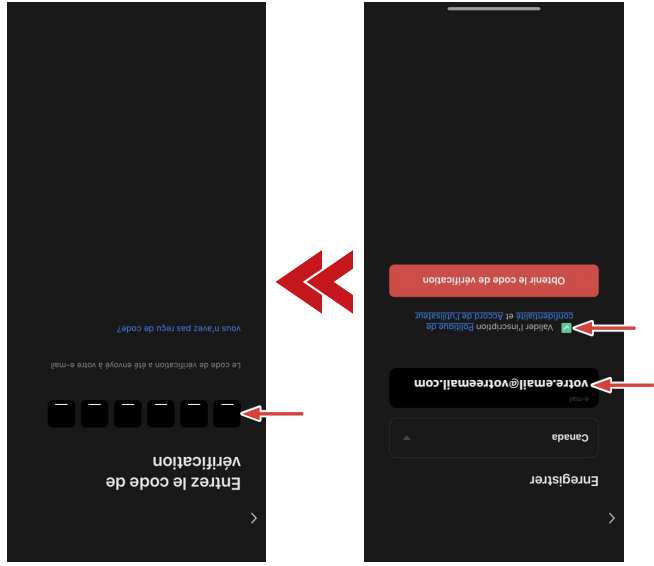 Enregistrer
Canada
e-mail
votre.email@votreemail.com
Valider l'inscription Politique de
confidentialité et Accord de l'utilisateur
Obtenir le code de vérification
Entrez le code de
vérification
Le code de vérification a été envoyé à votre e-mail
vous n'avez pas reçu de code?